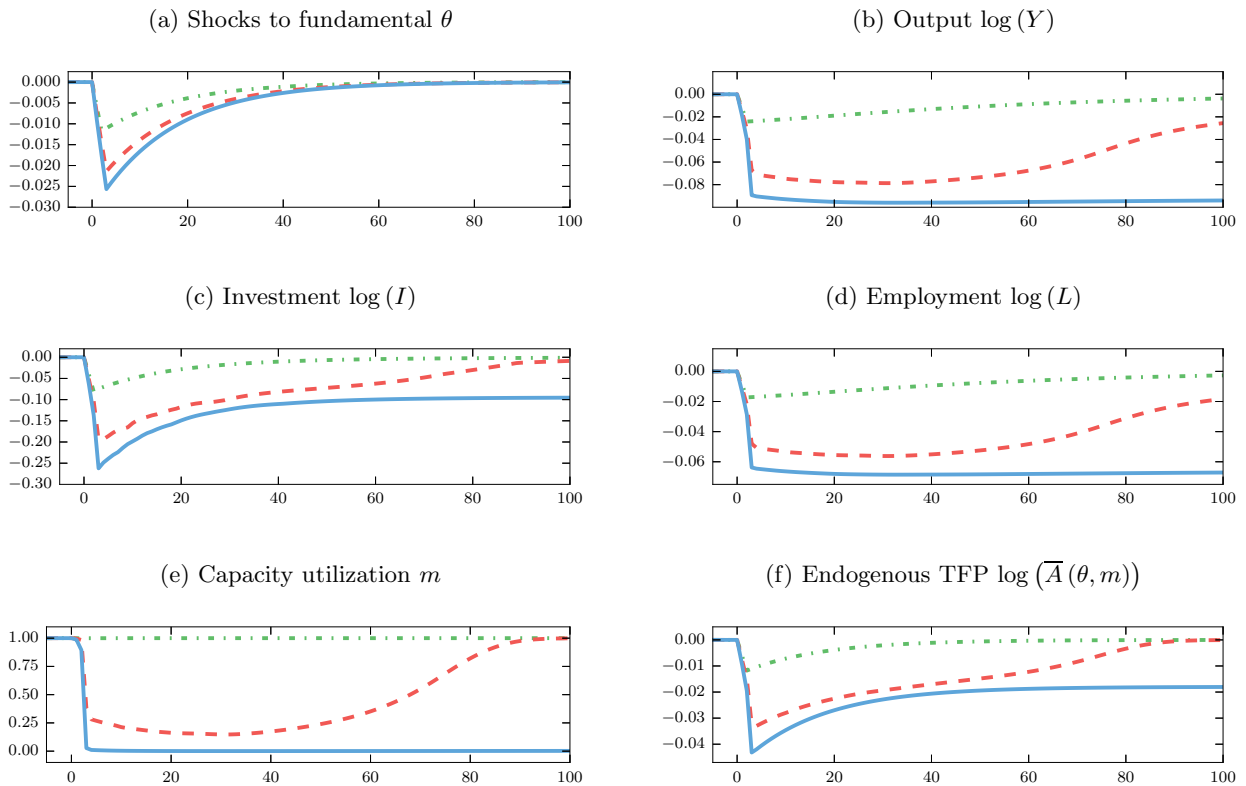 (a) Shocks to fundamental θ
0.000
−0.005
−0.010
−0.015
−0.020
−0.025
−0.030
0 20 40 60 80 100
(b) Output log (Y)
0.00
−0.02
−0.04
−0.06
−0.08
0 20 40 60 80 100
(c) Investment log (I)
0.00
−0.05
−0.10
−0.15
−0.20
−0.25
−0.30
0 20 40 60 80 100
(d) Employment log (L)
0.00
−0.02
−0.04
−0.06
0 20 40 60 80 100
(e) Capacity utilization m
1.00
0.75
0.50
0.25
0.00
0 20 40 60 80 100
(f) Endogenous TFP log (A̅ (θ, m))
0.00
−0.01
−0.02
−0.03
−0.04
0 20 40 60 80 100